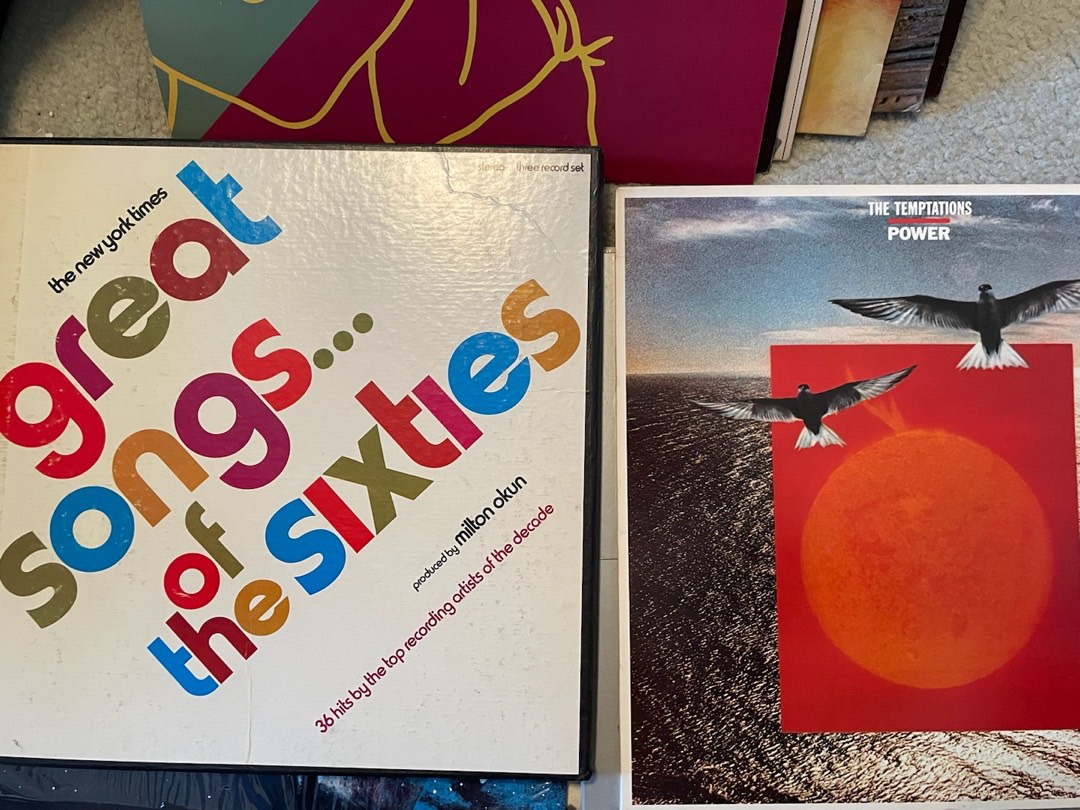 stereo three record set
the new york times
great
songs...
of
the sixties
produced by milton okun
36 hits by the top recording artists of the decade
THE TEMPTATIONS
POWER